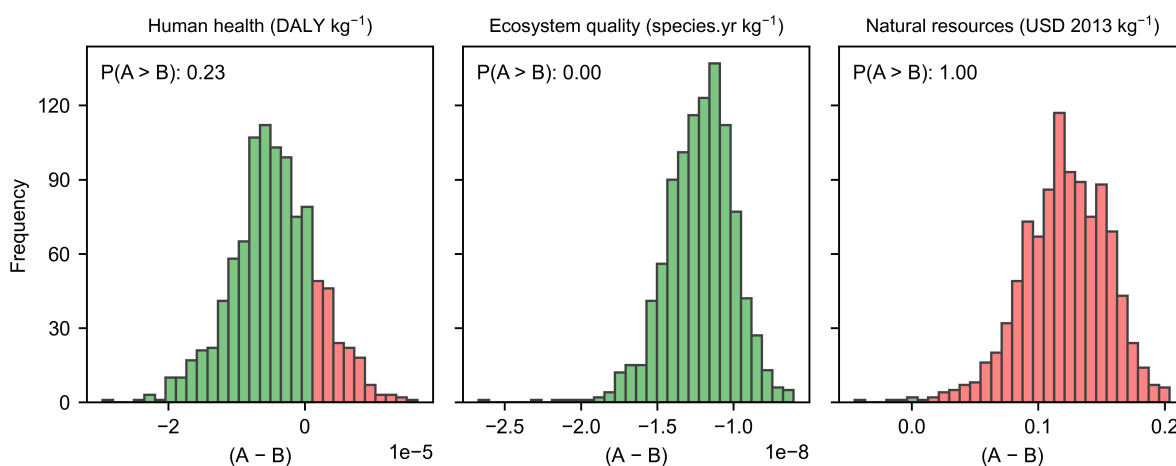 Human health (DALY kg⁻¹)
Ecosystem quality (species.yr kg⁻¹)
Natural resources (USD 2013 kg⁻¹)
P(A > B): 0.23
P(A > B): 0.00
P(A > B): 1.00
Frequency
120
90
60
30
0
−2 0
1e−5
(A − B)
−2.5 −2.0 −1.5 −1.0
1e−8
(A − B)
0.0 0.1 0.2
(A − B)